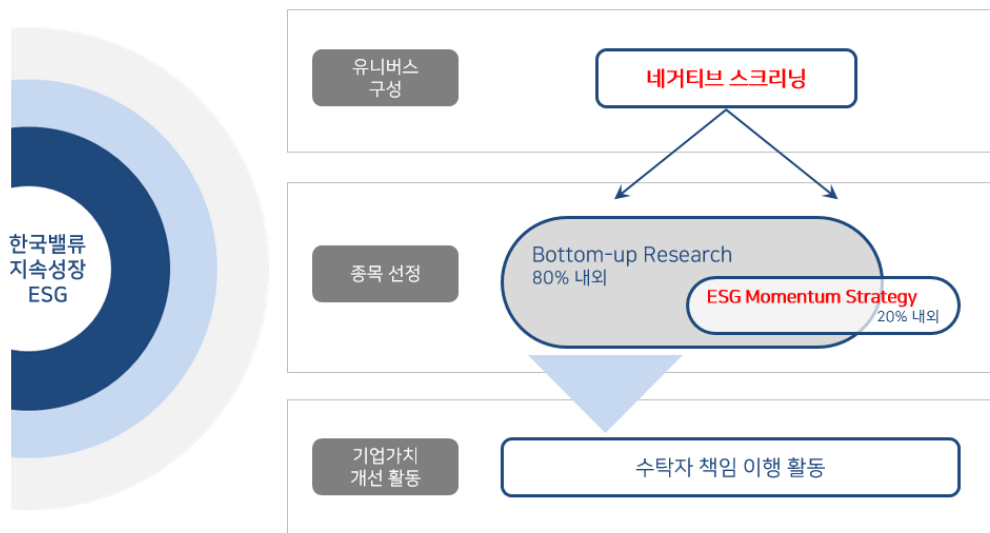 한국밸류
지속성장
ESG
유니버스
구성
네거티브 스크리닝
종목 선정
Bottom-up Research
80% 내외
ESG Momentum Strategy
20% 내외
기업가치
개선 활동
수탁자 책임 이행 활동